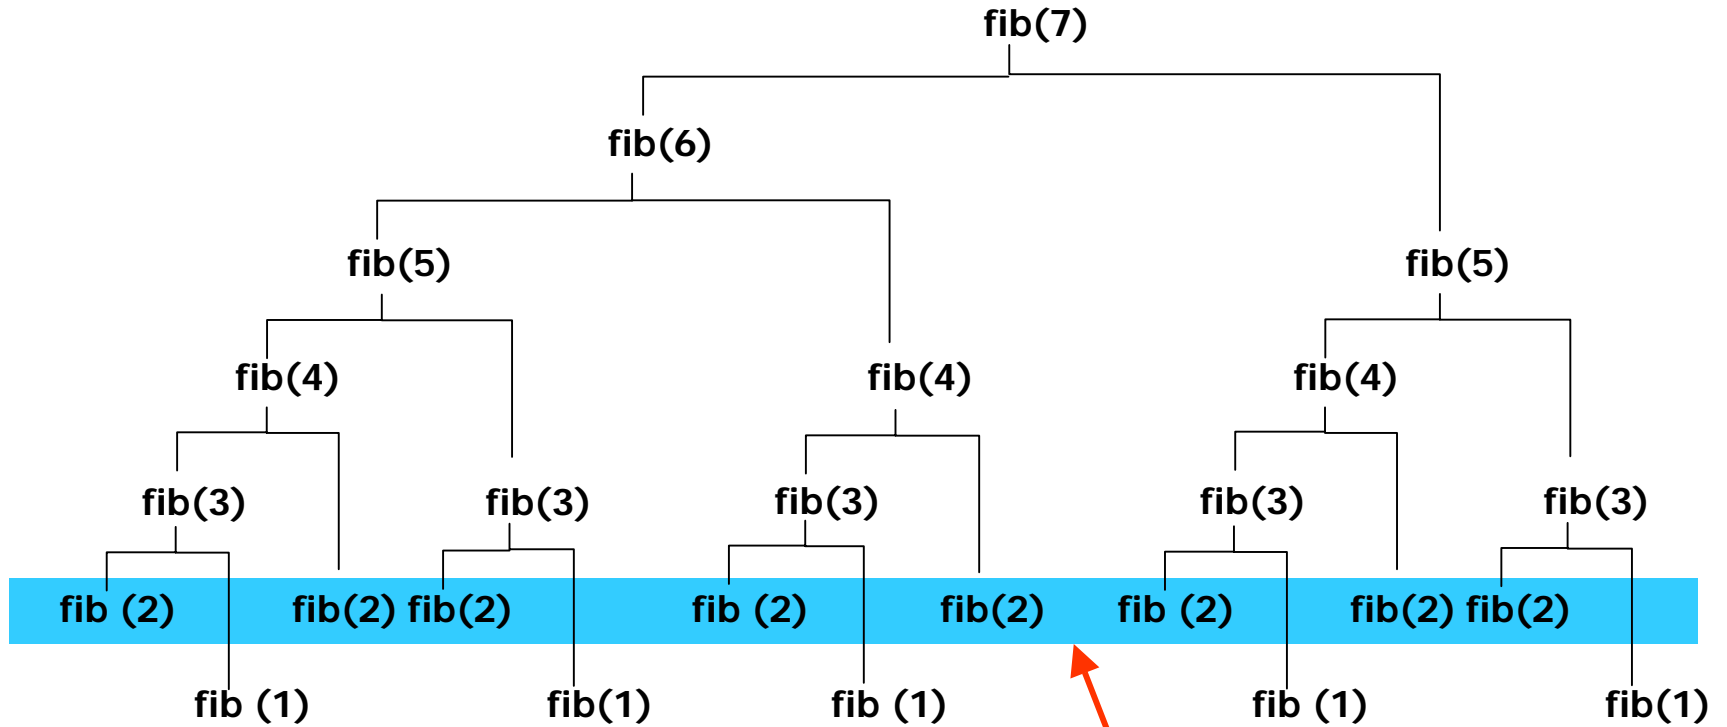 fib(7)
fib(6)
fib(5) fib(5)
fib(4) fib(4) fib(4)
fib(3) fib(3) fib(3) fib(3) fib(3)
fib (2) fib(2) fib(2) fib (2) fib(2) fib (2) fib(2) fib(2)
fib (1) fib(1) fib (1) fib (1) fib(1)